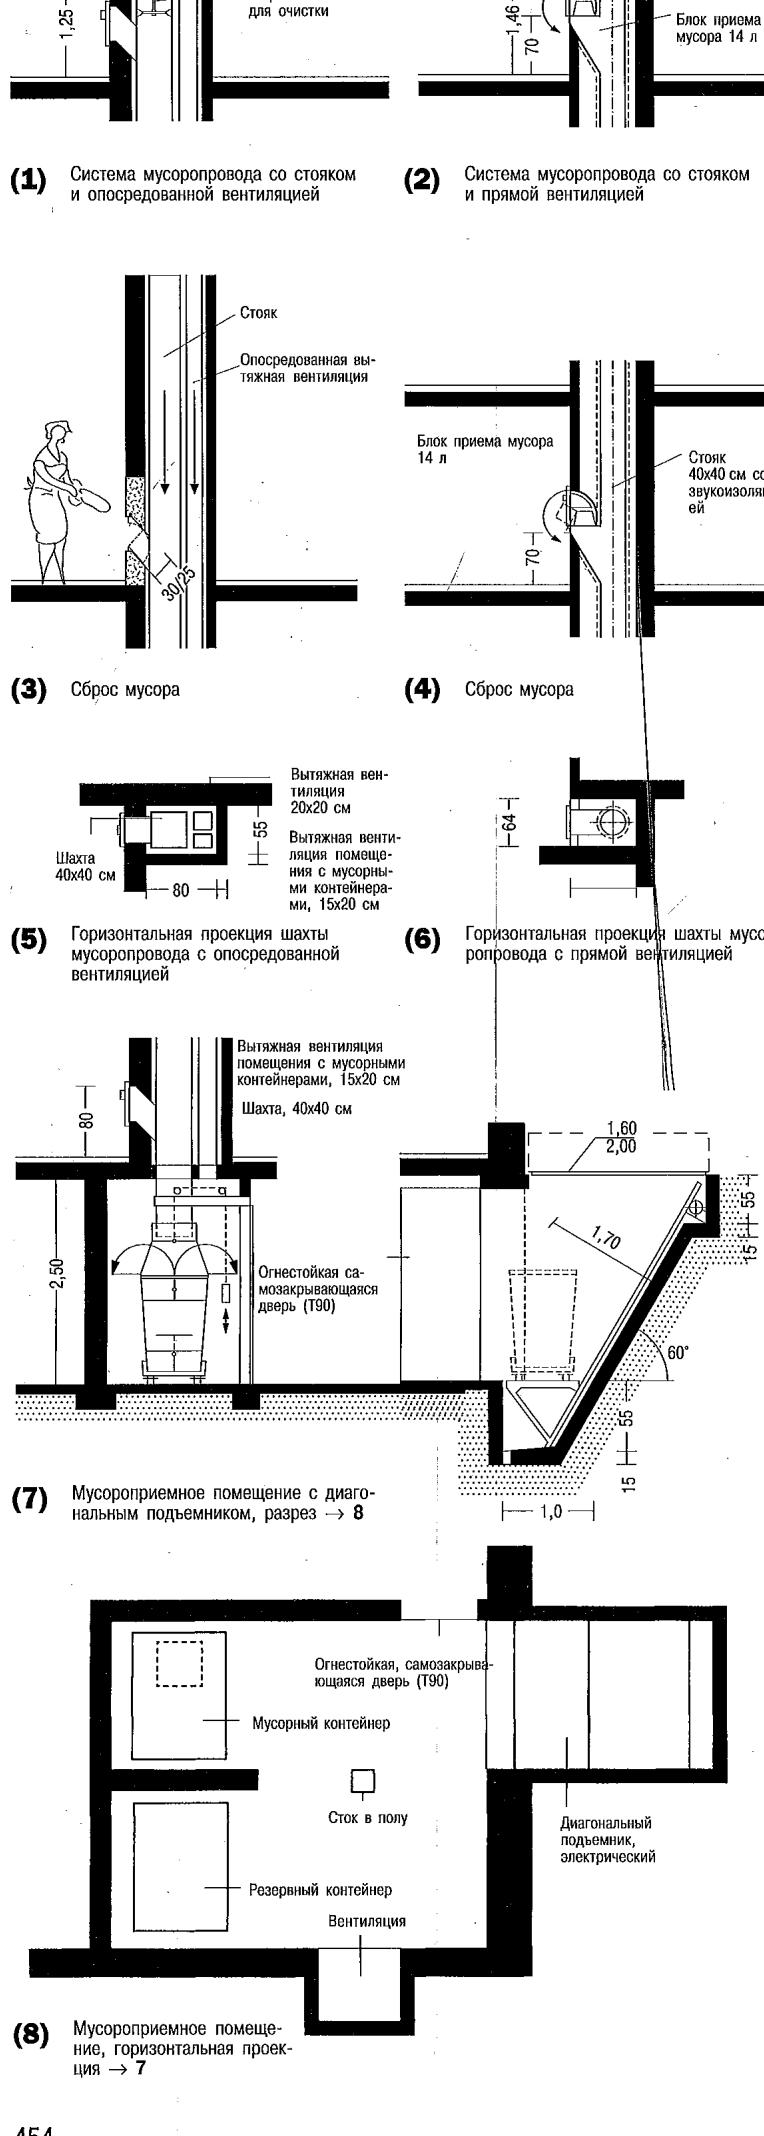 для очистки
1,25
1,46
70
Блок приема
мусора 14 л
(1) Система мусоропровода со стояком
и опосредованной вентиляцией
(2) Система мусоропровода со стояком
и прямой вентиляцией
Стояк
Опосредованная вы-
тяжная вентиляция
30/25
Блок приема мусора
14 л
Стояк
40x40 см со
звукоизоля
ей
70
(3) Сброс мусора
(4) Сброс мусора
Вытяжная вен-
тиляция
20x20 см
Вытяжная венти-
ляция помеще-
ния с мусорны-
ми контейнера-
ми, 15x20 см
Шахта
40x40 см
55
80
64
(5) Горизонтальная проекция шахты
мусоропровода с опосредованной
вентиляцией
(6) Горизонтальная проекция шахты мусо
ропровода с прямой вентиляцией
Вытяжная вентиляция
помещения с мусорными
контейнерами, 15x20 см
Шахта, 40x40 см
80
2,50
Огнестойкая са-
мозакрывающаяся
дверь (Т90)
1,60
2,00
1,70
55
15
60°
55
15
1,0
(7) Мусороприемное помещение с диаго-
нальным подъемником, разрез → 8
Огнестойкая, самозакрыва-
ющаяся дверь (Т90)
Мусорный контейнер
Сток в полу
Диагональный
подъемник,
электрический
Резервный контейнер
Вентиляция
(8) Мусороприемное помеще-
ние, горизонтальная проек-
ция → 7
454